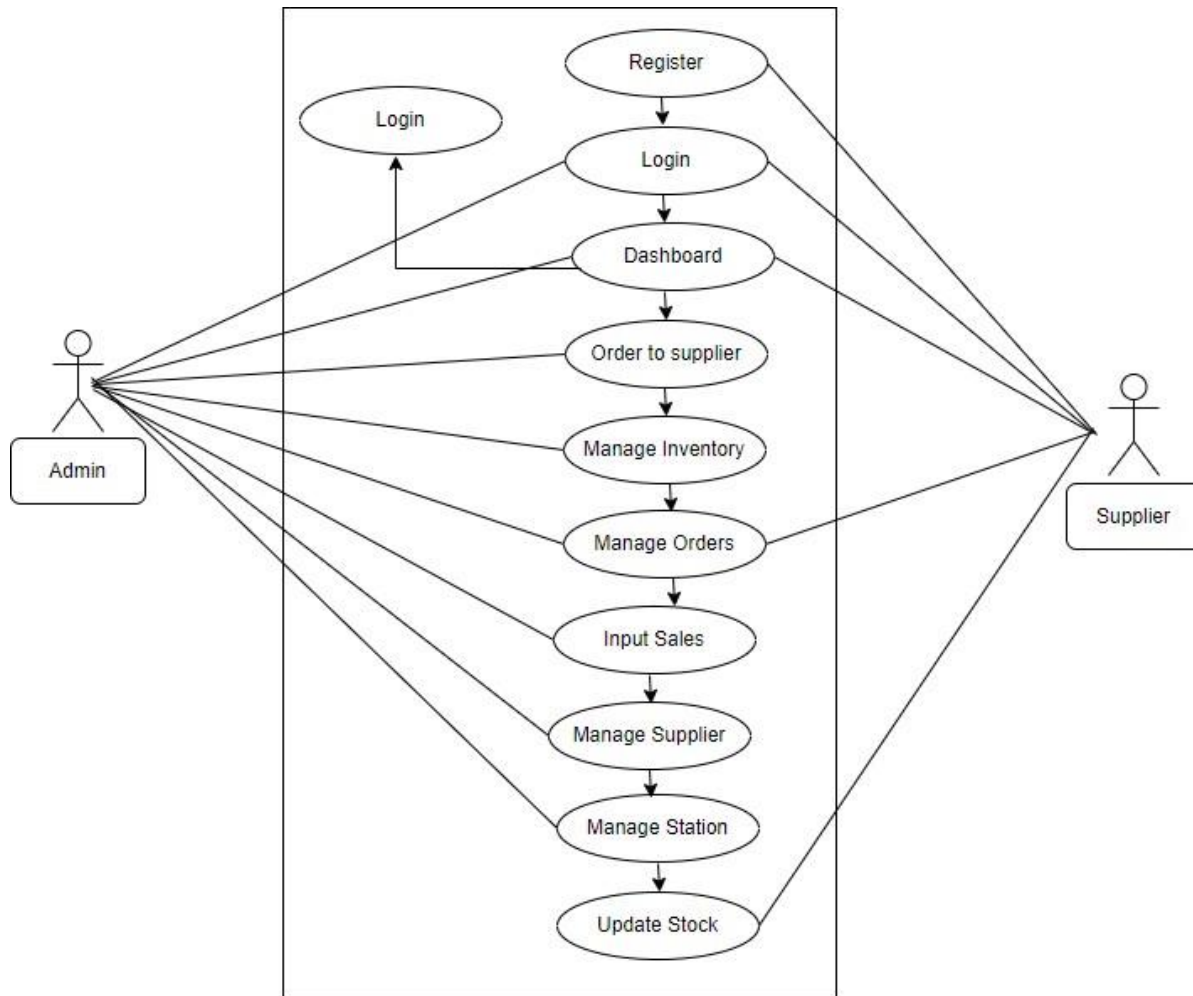 Register
Login
Login
Dashboard
Order to supplier
Manage Inventory
Admin
Manage Orders
Supplier
Input Sales
Manage Supplier
Manage Station
Update Stock